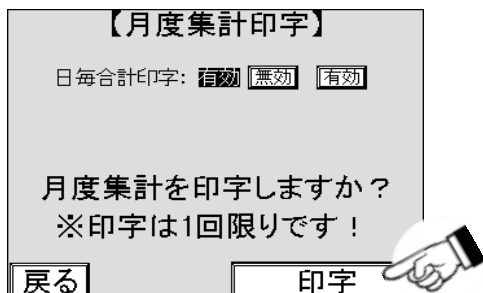 【月度集計印字】
日毎合計印字: 有効 無効 有効
月度集計を印字しますか？
※印字は1回限りです！
戻る 印字